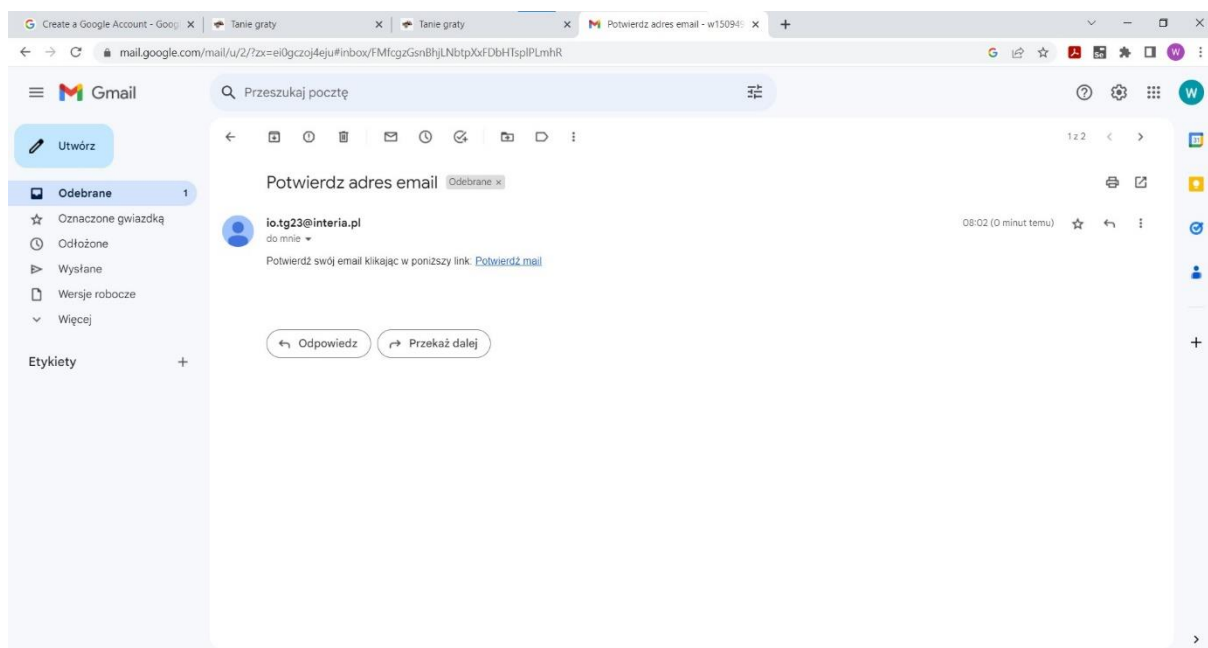 Create a Google Account - Goog
Tanie graty
Tanie graty
Potwierdz adres email - w15094
mail.google.com/mail/u/2/?zx=ei0gczoj4eju#inbox/FMfcgzGsnBhjLNbtpXxFDbHTsplPLmhR
G
Se
W
Gmail
Przeszukaj pocztę
W
Utwórz
1 z 2
31
Potwierdz adres email Odebrane ×
Odebrane 1
io.tg23@interia.pl 08:02 (0 minut temu)
Oznaczone gwiazdką
do mnie
Odłożone
Potwierdź swój email klikając w poniższy link: Potwierdź mail
Wysłane
Wersje robocze
Więcej
Odpowiedz Przekaż dalej
Etykiety +